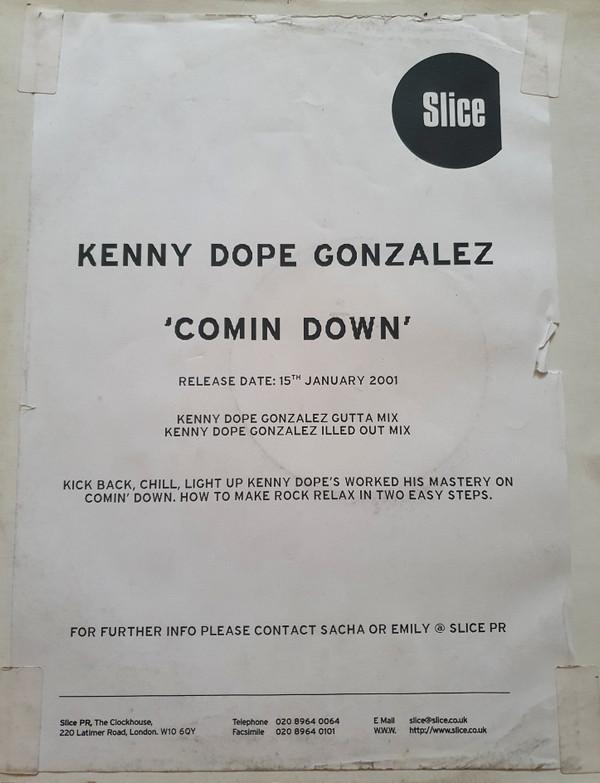 Slice
KENNY DOPE GONZALEZ
'COMIN DOWN'
RELEASE DATE: 15TH JANUARY 2001
KENNY DOPE GONZALEZ GUTTA MIX
KENNY DOPE GONZALEZ ILLED OUT MIX
KICK BACK, CHILL, LIGHT UP KENNY DOPE'S WORKED HIS MASTERY ON
COMIN' DOWN. HOW TO MAKE ROCK RELAX IN TWO EASY STEPS.
FOR FURTHER INFO PLEASE CONTACT SACHA OR EMILY @ SLICE PR
Slice PR, The Clockhouse, Telephone 020 8964 0064 E Mail slice@slice.co.uk
220 Latimer Road, London. W10 6QY Facsimile 020 8964 0101 W.W.W. http://www.slice.co.uk